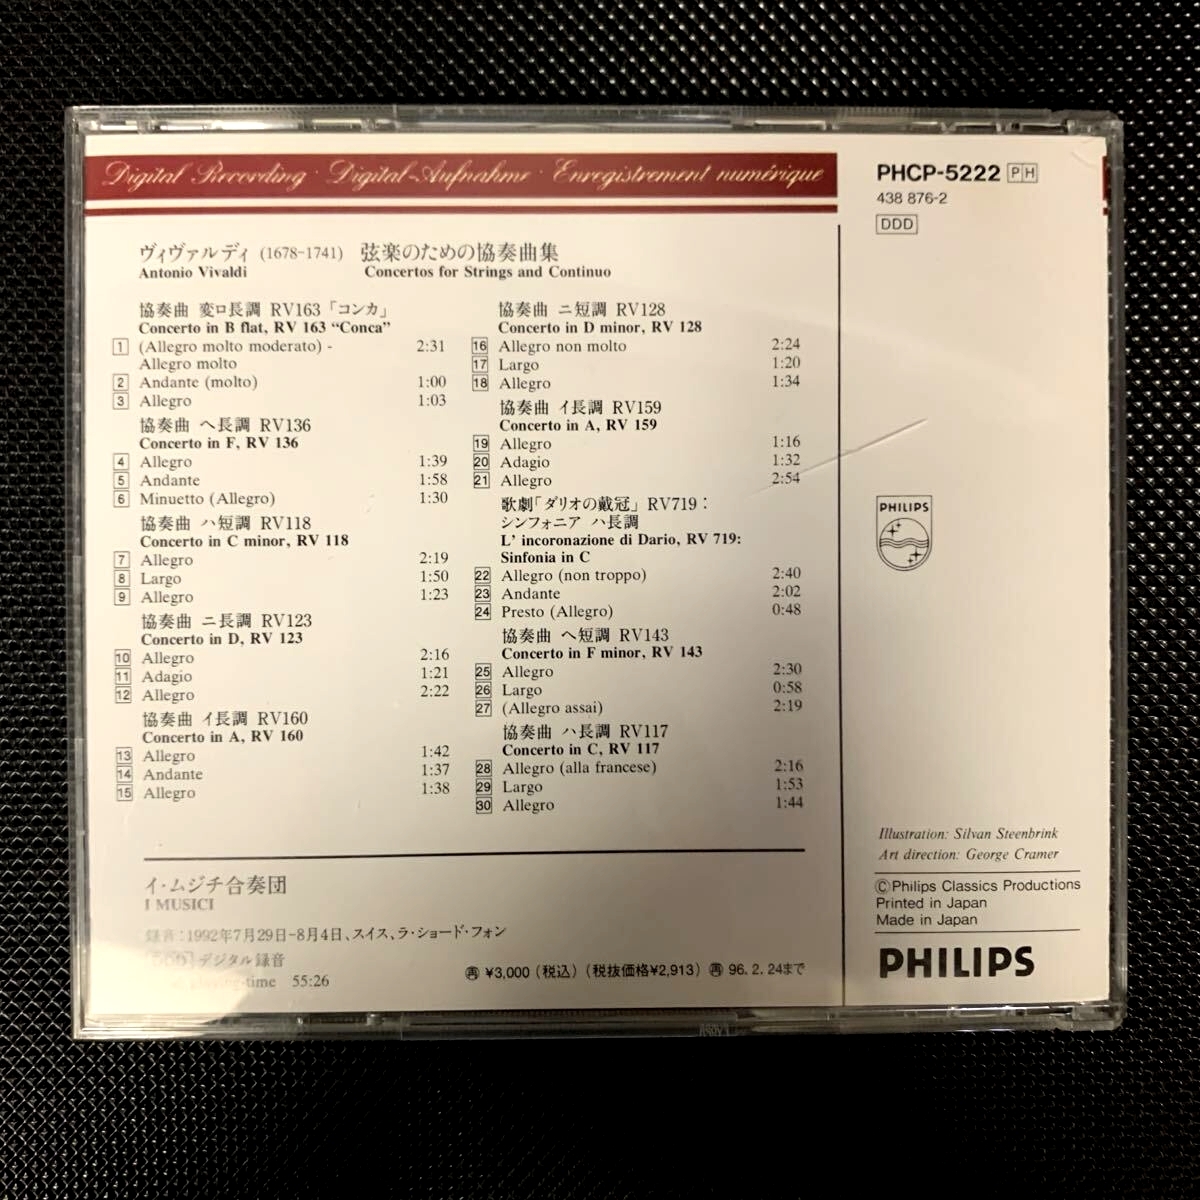 Digital Recording · Digital-Aufnahme · Enregistrement numérique
ヴィヴァルディ (1678-1741) 弦楽のための協奏曲集
Antonio Vivaldi Concertos for Strings and Continuo
協奏曲 変ロ長調 RV163「コンカ」
Concerto in B flat, RV 163 “Conca”
1 (Allegro molto moderato) - 2:31
Allegro molto
2 Andante (molto) 1:00
3 Allegro 1:03
協奏曲 ヘ長調 RV136
Concerto in F, RV 136
4 Allegro 1:39
5 Andante 1:58
6 Minuetto (Allegro) 1:30
協奏曲 ハ短調 RV118
Concerto in C minor, RV 118
7 Allegro 2:19
8 Largo 1:50
9 Allegro 1:23
協奏曲 ニ長調 RV123
Concerto in D, RV 123
10 Allegro 2:16
11 Adagio 1:21
12 Allegro 2:22
協奏曲 イ長調 RV160
Concerto in A, RV 160
13 Allegro 1:42
14 Andante 1:37
15 Allegro 1:38
協奏曲 ニ短調 RV128
Concerto in D minor, RV 128
16 Allegro non molto 2:24
17 Largo 1:20
18 Allegro 1:34
協奏曲 イ長調 RV159
Concerto in A, RV 159
19 Allegro 1:16
20 Adagio 1:32
21 Allegro 2:54
歌劇「ダリオの戴冠」RV719：
シンフォニア ハ長調
L' incoronazione di Dario, RV 719:
Sinfonia in C
22 Allegro (non troppo) 2:40
23 Andante 2:02
24 Presto (Allegro) 0:48
協奏曲 ヘ短調 RV143
Concerto in F minor, RV 143
25 Allegro 2:30
26 Largo 0:58
27 (Allegro assai) 2:19
協奏曲 ハ長調 RV117
Concerto in C, RV 117
28 Allegro (alla francese) 2:16
29 Largo 1:53
30 Allegro 1:44
イ・ムジチ合奏団
I MUSICI
録音：1992年7月29日-8月4日、スイス、ラ・ショード・フォン
DDD デジタル録音
playing-time 55:26
再 ¥3,000（税込）（税抜価格¥2,913）再 96.2.24まで
PHCP-5222 PH
438 876-2
DDD
PHILIPS
Illustration: Silvan Steenbrink
Art direction: George Cramer
Ⓒ Philips Classics Productions
Printed in Japan
Made in Japan
PHILIPS